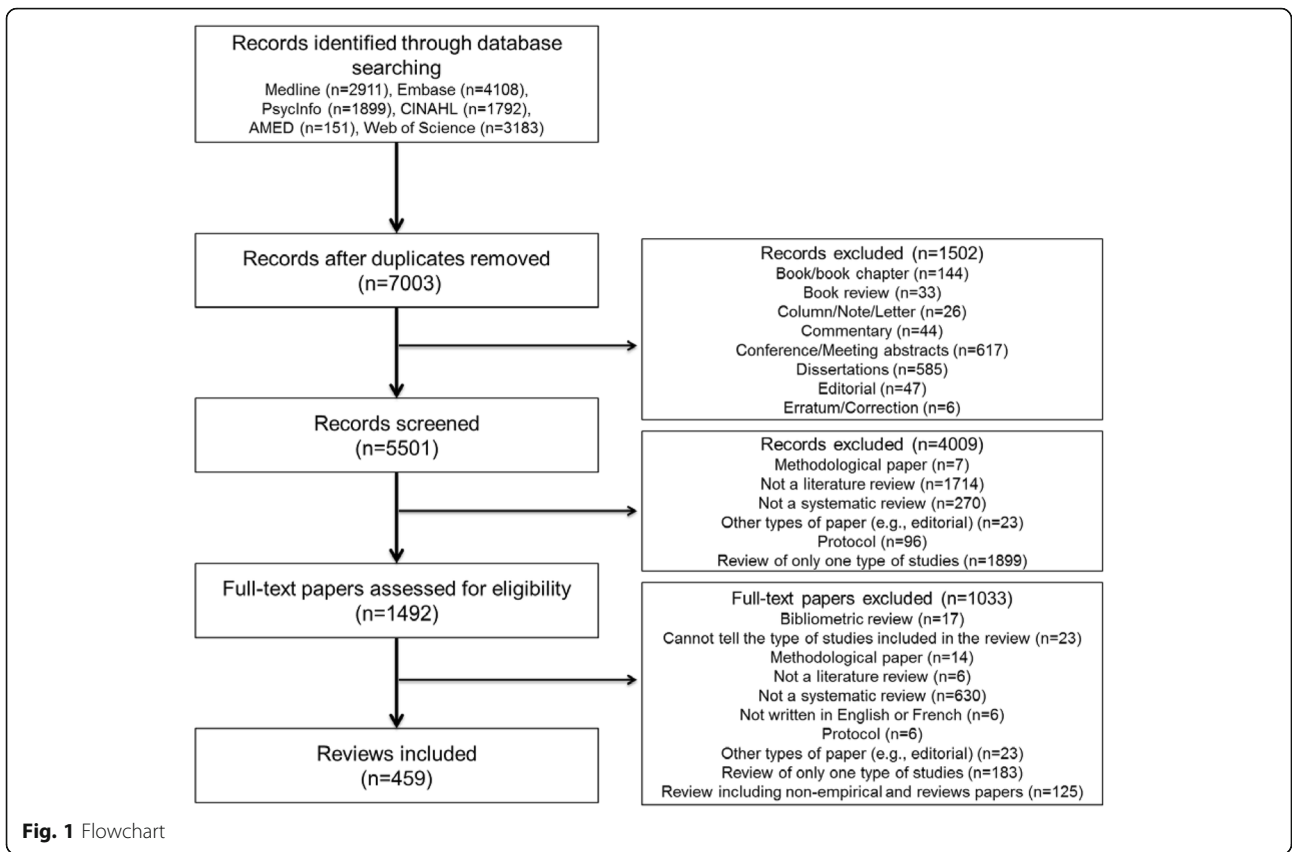 Records identified through database
searching
Medline (n=2911), Embase (n=4108),
PsycInfo (n=1899), CINAHL (n=1792),
AMED (n=151), Web of Science (n=3183)
Records after duplicates removed
(n=7003)
Records excluded (n=1502)
Book/book chapter (n=144)
Book review (n=33)
Column/Note/Letter (n=26)
Commentary (n=44)
Conference/Meeting abstracts (n=617)
Dissertations (n=585)
Editorial (n=47)
Erratum/Correction (n=6)
Records screened
(n=5501)
Records excluded (n=4009)
Methodological paper (n=7)
Not a literature review (n=1714)
Not a systematic review (n=270)
Other types of paper (e.g., editorial) (n=23)
Protocol (n=96)
Review of only one type of studies (n=1899)
Full-text papers assessed for eligibility
(n=1492)
Full-text papers excluded (n=1033)
Bibliometric review (n=17)
Cannot tell the type of studies included in the review (n=23)
Methodological paper (n=14)
Not a literature review (n=6)
Not a systematic review (n=630)
Not written in English or French (n=6)
Protocol (n=6)
Other types of paper (e.g., editorial) (n=23)
Review of only one type of studies (n=183)
Review including non-empirical and reviews papers (n=125)
Reviews included
(n=459)
Fig. 1 Flowchart